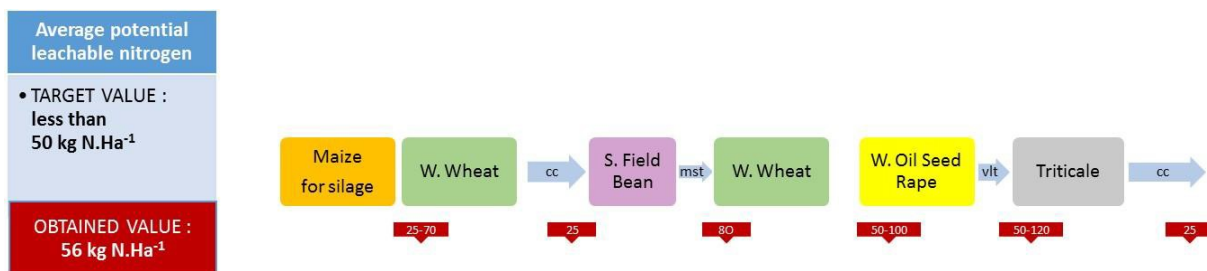 Average potential
leachable nitrogen
• TARGET VALUE :
less than
50 kg N.Ha-1
OBTAINED VALUE :
56 kg N.Ha-1
Maize
for silage
W. Wheat
cc
S. Field
Bean
mst
W. Wheat
W. Oil Seed
Rape
vlt
Triticale
cc
25-70
25
8O
50-100
50-120
25